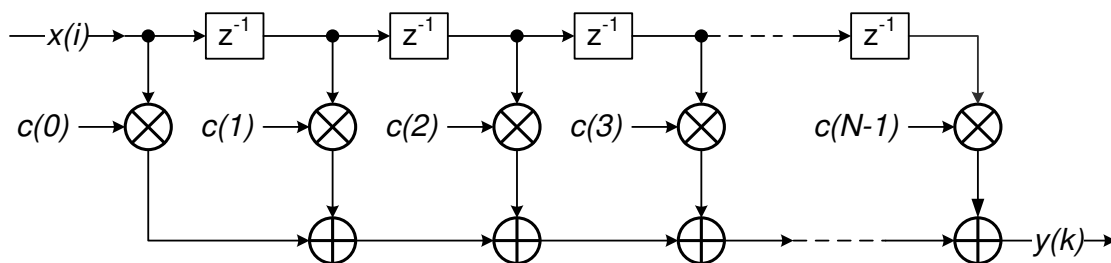 x(i) z⁻¹ z⁻¹ z⁻¹ z⁻¹
c(0) c(1) c(2) c(3) c(N-1)
y(k)